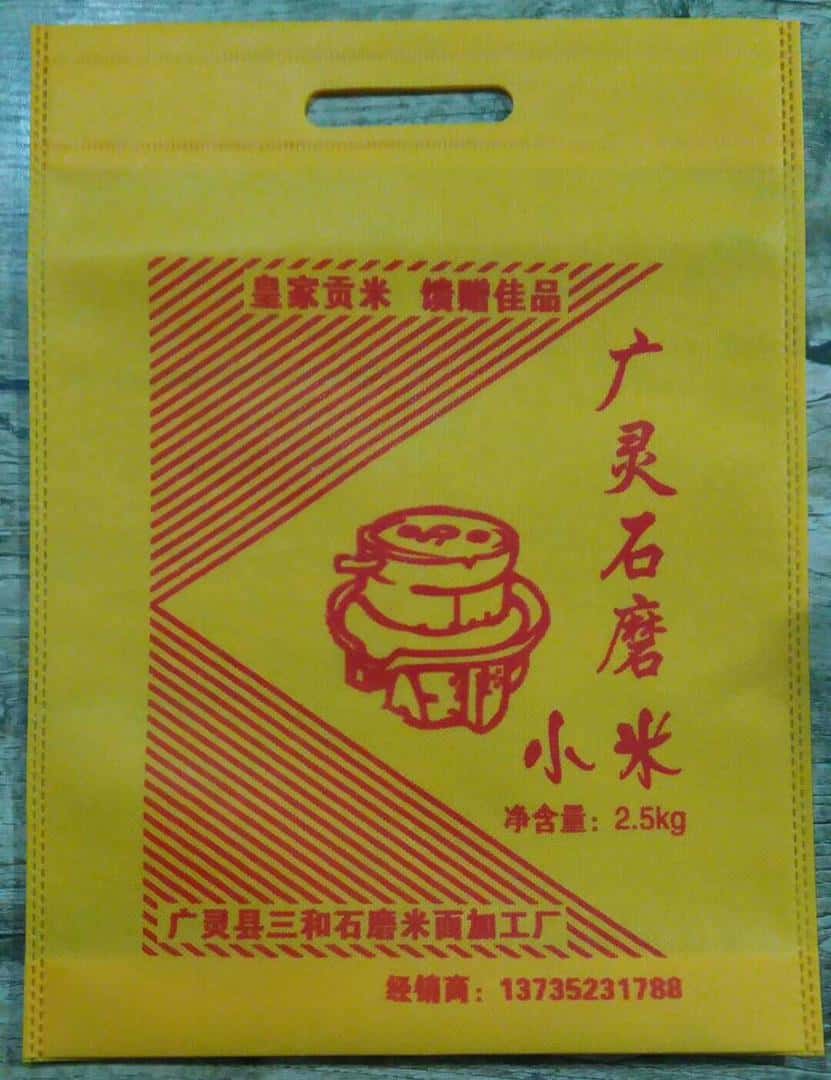 皇家贡米 馈赠佳品
广灵石磨
小米
净含量：2.5kg
广灵县三和石磨米面加工厂
经销商：13735231788